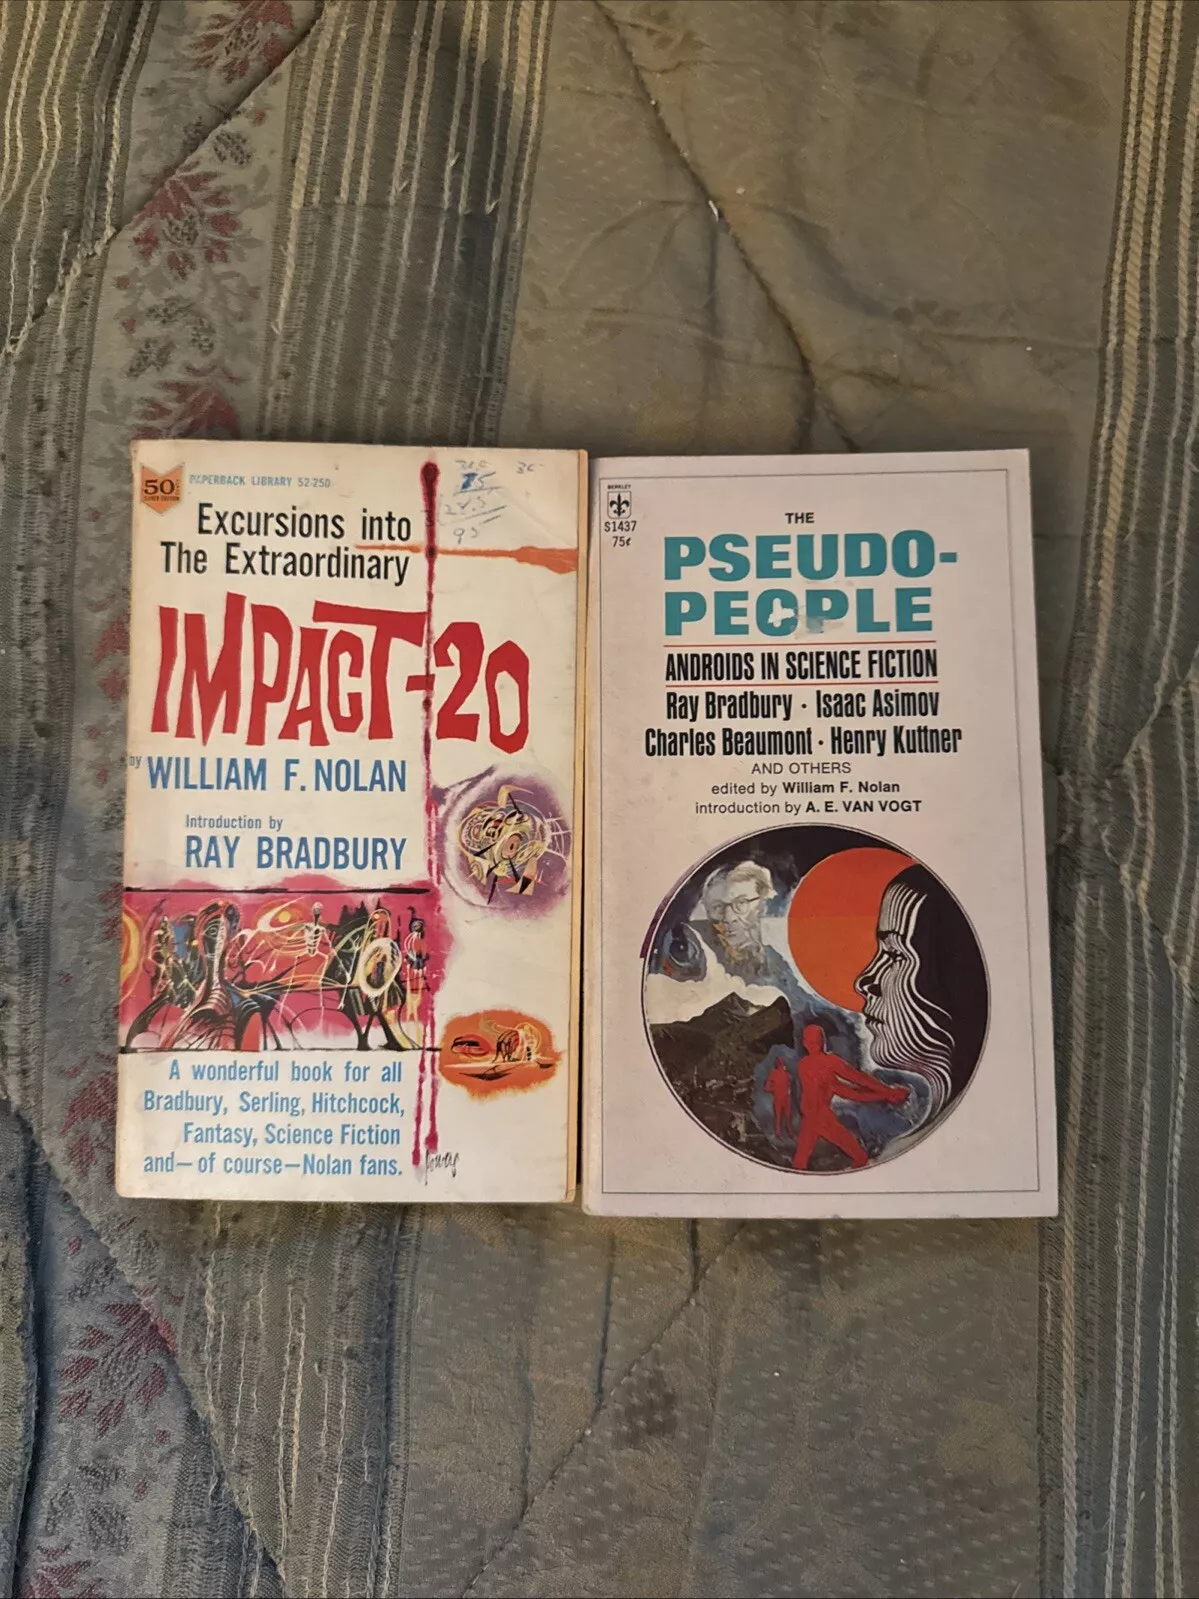 50¢
PAPERBACK LIBRARY 52-250
Excursions into
The Extraordinary
IMPACT-20
by WILLIAM F. NOLAN
Introduction by
RAY BRADBURY
A wonderful book for all
Bradbury, Serling, Hitchcock,
Fantasy, Science Fiction
and—of course—Nolan fans.
BERKLEY
S1437
75¢
THE
PSEUDO-
PEOPLE
ANDROIDS IN SCIENCE FICTION
Ray Bradbury · Isaac Asimov
Charles Beaumont · Henry Kuttner
AND OTHERS
edited by William F. Nolan
introduction by A. E. VAN VOGT